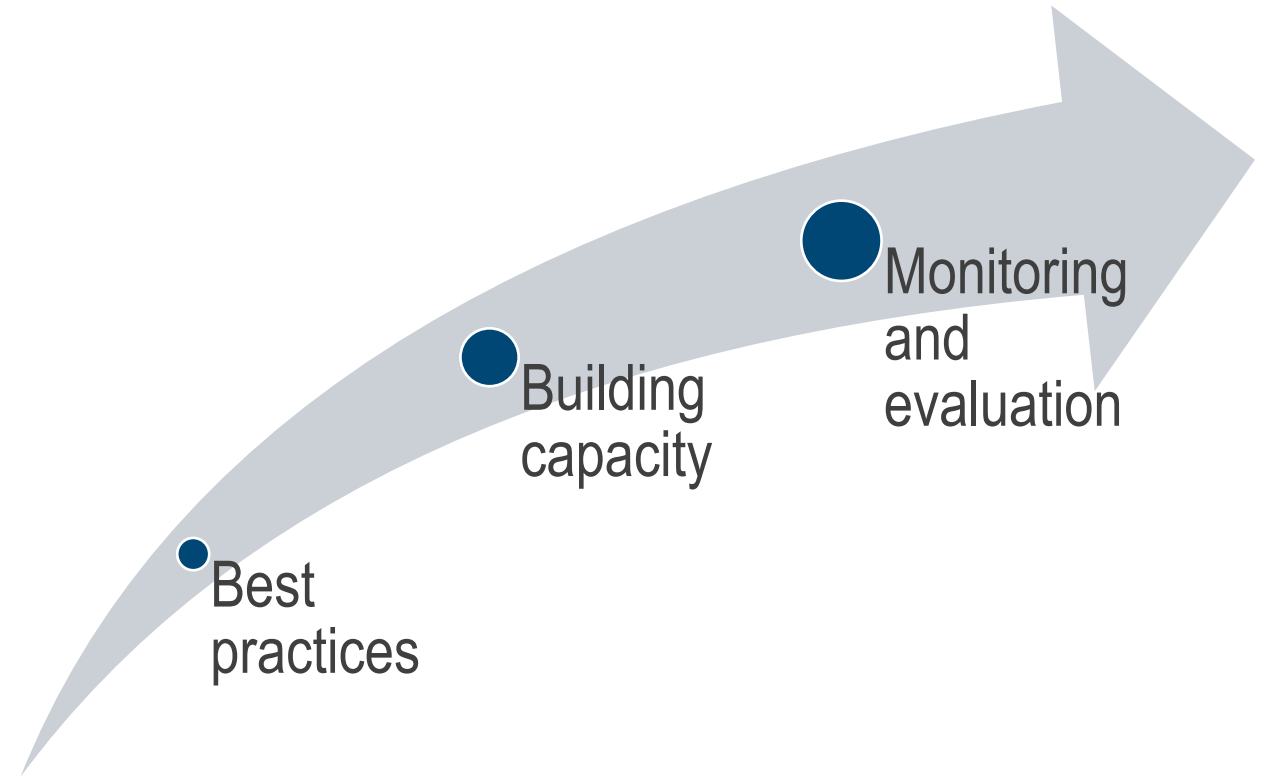 Monitoring
and
evaluation
Building
capacity
Best
practices